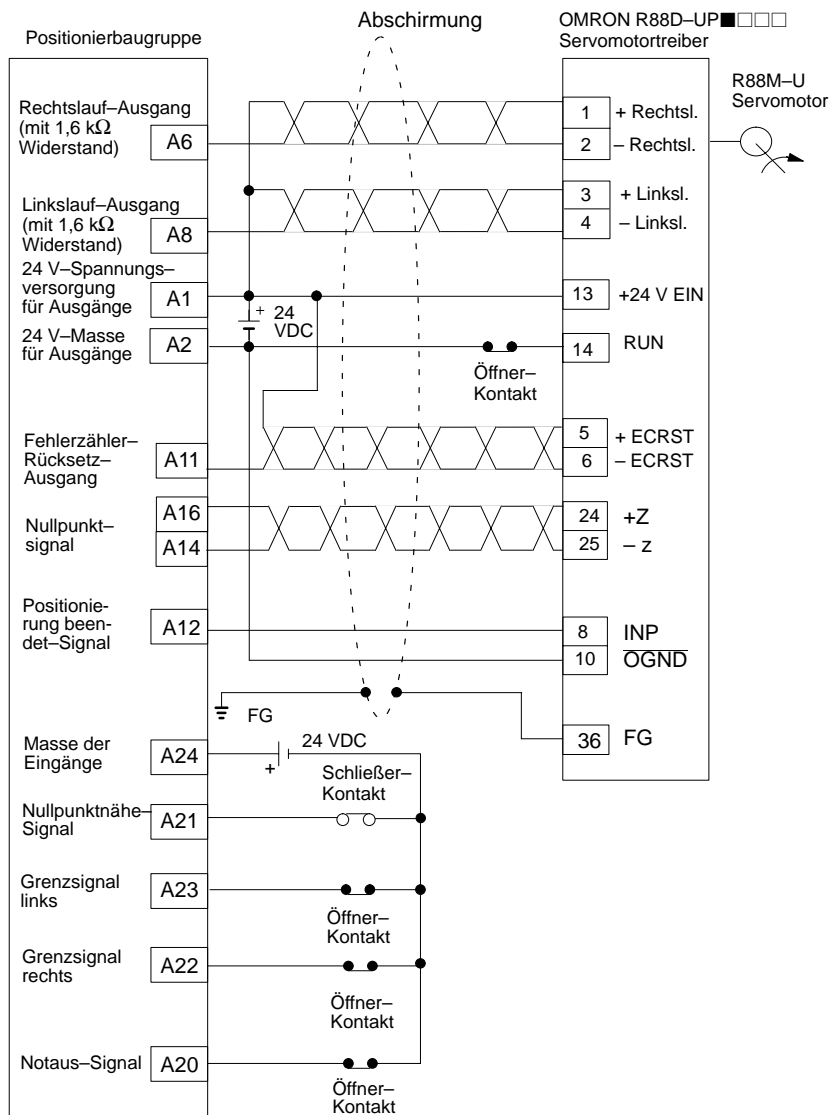 Abschirmung
OMRON R88D–UP■□□□
Servomotortreiber
Positionierbaugruppe
R88M–U
Servomotor
Rechtslauf–Ausgang
(mit 1,6 kΩ
Widerstand)
A6
1
+ Rechtsl.
2
– Rechtsl.
Linkslauf–Ausgang
(mit 1,6 kΩ
Widerstand)
A8
3
+ Linksl.
4
– Linksl.
24 V–Spannungs–
versorgung
für Ausgänge
A1
+ 24
VDC
13
+24 V EIN
24 V–Masse
für Ausgänge
A2
Öffner–
Kontakt
14
RUN
Fehlerzähler–
Rücksetz–
Ausgang
A11
5
+ ECRST
6
– ECRST
Nullpunkt–
signal
A16
A14
24
+Z
25
– z
Positionie-
rung been-
det–Signal
A12
8
INP
10
OGND
FG
36
FG
Masse der
Eingänge
A24
+
24 VDC
Schließer–
Kontakt
Nullpunktnähe–
Signal
A21
Grenzsignal
links
A23
Öffner–
Kontakt
Grenzsignal
rechts
A22
Öffner–
Kontakt
Notaus–Signal
A20
Öffner–
Kontakt